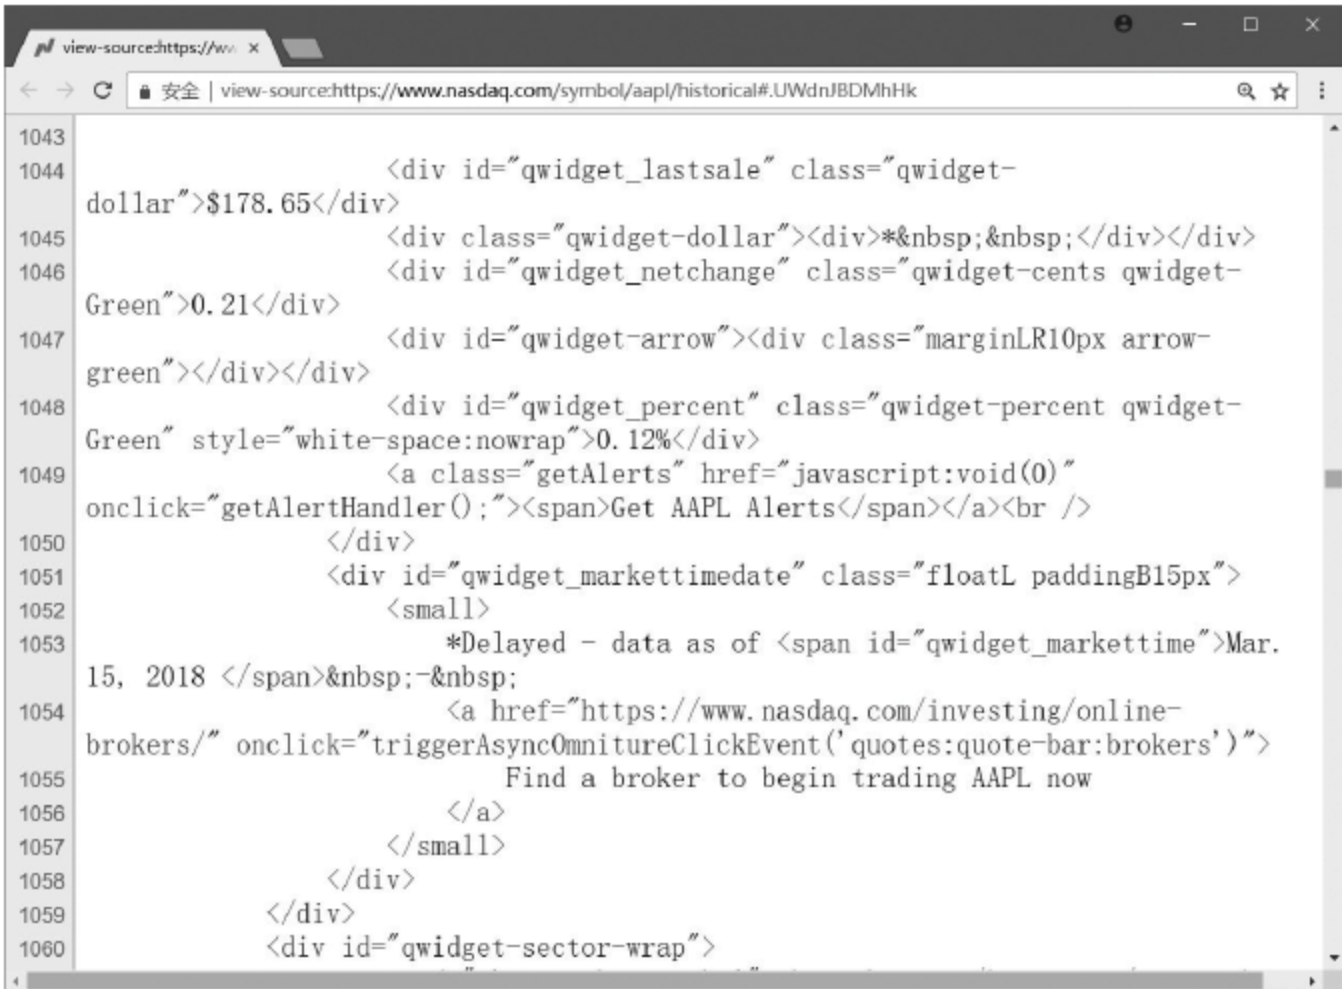 view-source:https://ww
安全 | view-source:https://www.nasdaq.com/symbol/aapl/historical#.UWdnJBDMhHk
1043
1044 <div id="qwidget_lastsale" class="qwidget-
dollar">$178.65</div>
1045 <div class="qwidget-dollar"><div>*&nbsp;&nbsp;</div></div>
1046 <div id="qwidget_netchange" class="qwidget-cents qwidget-
Green">0.21</div>
1047 <div id="qwidget-arrow"><div class="marginLR10px arrow-
green"></div></div>
1048 <div id="qwidget_percent" class="qwidget-percent qwidget-
Green" style="white-space:nowrap">0.12%</div>
1049 <a class="getAlerts" href="javascript:void(0)"
onclick="getAlertHandler();"><span>Get AAPL Alerts</span></a><br />
1050 </div>
1051 <div id="qwidget_markettimedate" class="floatL paddingB15px">
1052 <small>
1053 *Delayed - data as of <span id="qwidget_markettime">Mar.
15, 2018 </span>&nbsp;-&nbsp;
1054 <a href="https://www.nasdaq.com/investing/online-
brokers/" onclick="triggerAsyncOmnitureClickEvent('quotes:quote-bar:brokers')">
1055 Find a broker to begin trading AAPL now
1056 </a>
1057 </small>
1058 </div>
1059 </div>
1060 <div id="qwidget-sector-wrap">